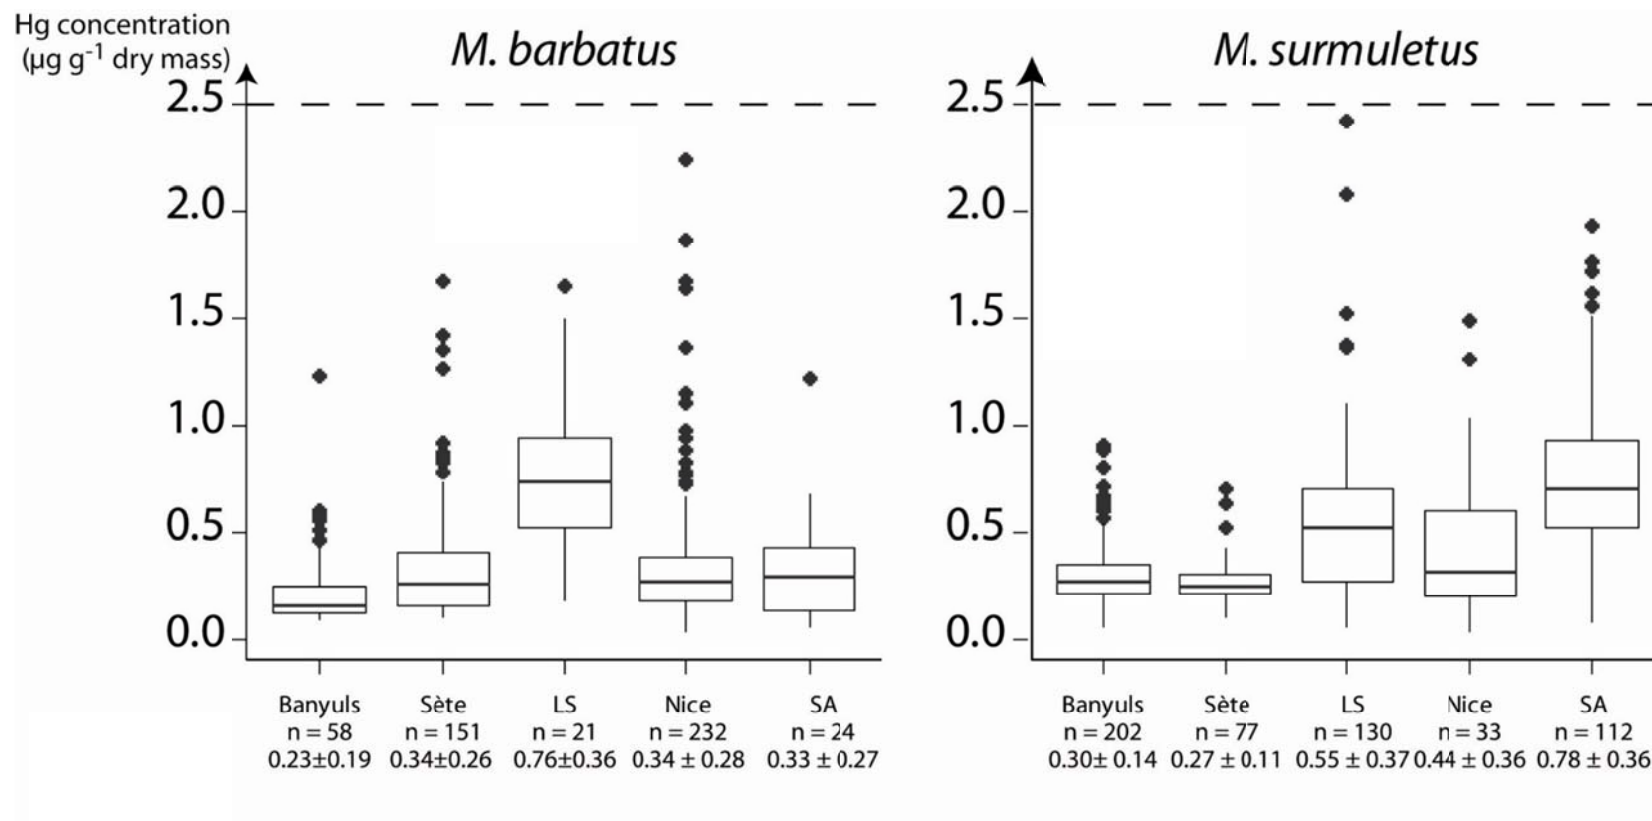 Hg concentration
(µg g-1 dry mass)
M. barbatus
2.5
2.0
1.5
1.0
0.5
0.0
Banyuls Sète LS Nice SA
n = 58 n = 151 n = 21 n = 232 n = 24
0.23±0.19 0.34±0.26 0.76±0.36 0.34 ± 0.28 0.33 ± 0.27
M. surmuletus
2.5
2.0
1.5
1.0
0.5
0.0
Banyuls Sète LS Nice SA
n = 202 n = 77 n = 130 n = 33 n = 112
0.30± 0.14 0.27 ± 0.11 0.55 ± 0.37 0.44 ± 0.36 0.78 ± 0.36